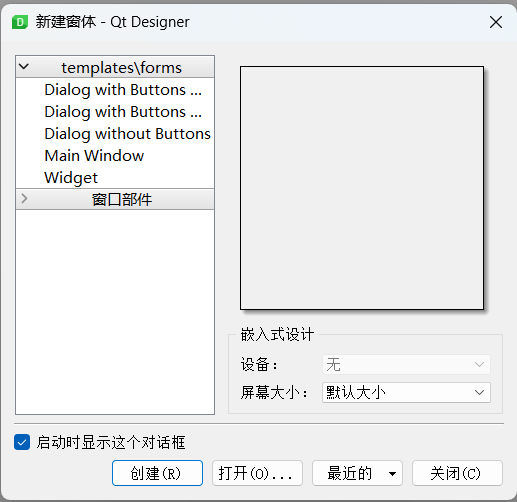 新建窗体 - Qt Designer
templates\forms
Dialog with Buttons ...
Dialog with Buttons ...
Dialog without Buttons
Main Window
Widget
窗口部件
嵌入式设计
设备：
无
屏幕大小：
默认大小
启动时显示这个对话框
创建(R)
打开(O)...
最近的
关闭(C)